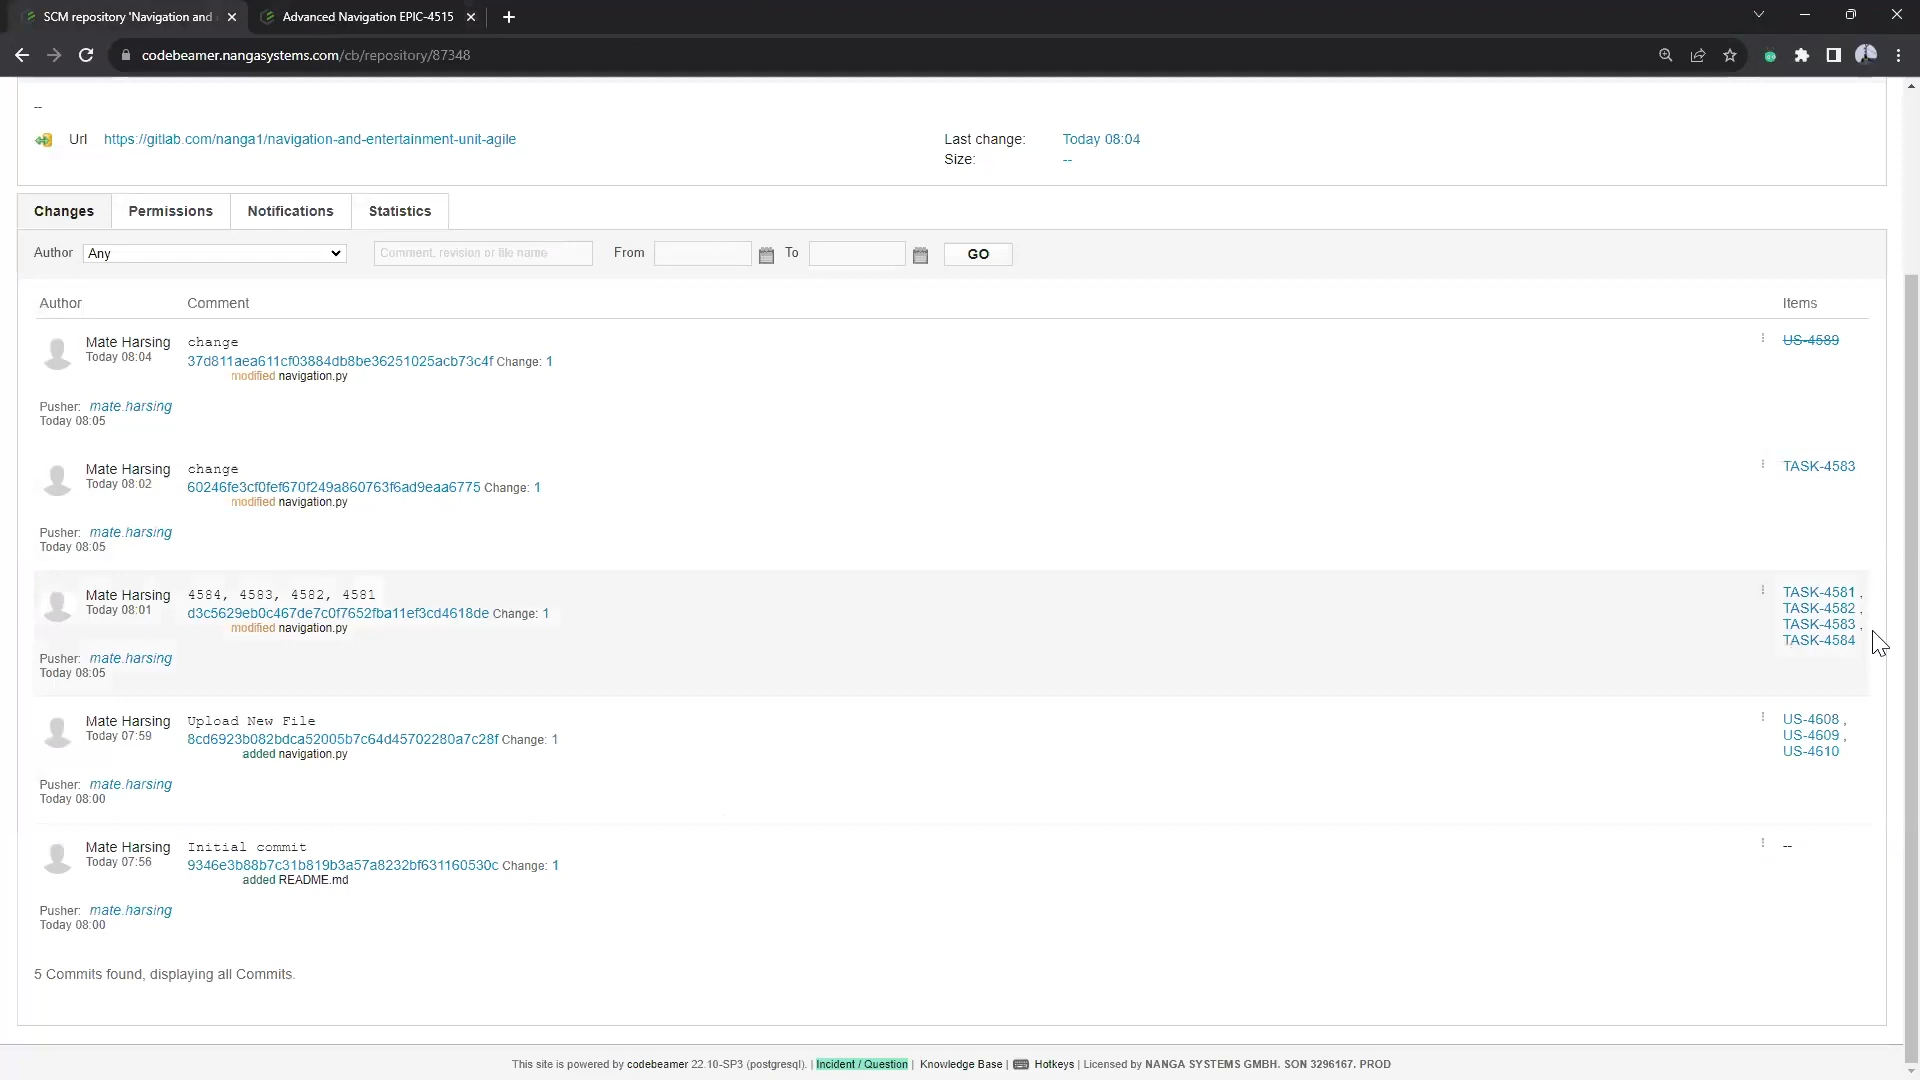 SCM repository 'Navigation and
Advanced Navigation EPIC-4515
codebeamer.nangasystems.com/cb/repository/87348
--
Url https://gitlab.com/nanga1/navigation-and-entertainment-unit-agile
Last change: Today 08:04
Size: --
Changes Permissions Notifications Statistics
Author Any Comment, revision or file name From To GO
Author Comment Items
Mate Harsing change US-4589
Today 08:04 37d811aea611cf03884db8be36251025acb73c4f Change: 1
modified navigation.py
Pusher: mate.harsing
Today 08:05
Mate Harsing change TASK-4583
Today 08:02 60246fe3cf0fef670f249a860763f6ad9eaa6775 Change: 1
modified navigation.py
Pusher: mate.harsing
Today 08:05
Mate Harsing 4584, 4583, 4582, 4581 TASK-4581 ,
Today 08:01 d3c5629eb0c467de7c0f7652fba11ef3cd4618de Change: 1 TASK-4582 ,
modified navigation.py TASK-4583 ,
TASK-4584
Pusher: mate.harsing
Today 08:05
Mate Harsing Upload New File US-4608 ,
Today 07:59 8cd6923b082bdca52005b7c64d45702280a7c28f Change: 1 US-4609 ,
added navigation.py US-4610
Pusher: mate.harsing
Today 08:00
Mate Harsing Initial commit --
Today 07:56 9346e3b88b7c31b819b3a57a8232bf631160530c Change: 1
added README.md
Pusher: mate.harsing
Today 08:00
5 Commits found, displaying all Commits.
This site is powered by codebeamer 22.10-SP3 (postgresql). | Incident / Question | Knowledge Base | Hotkeys | Licensed by NANGA SYSTEMS GMBH. SON 3296167. PROD